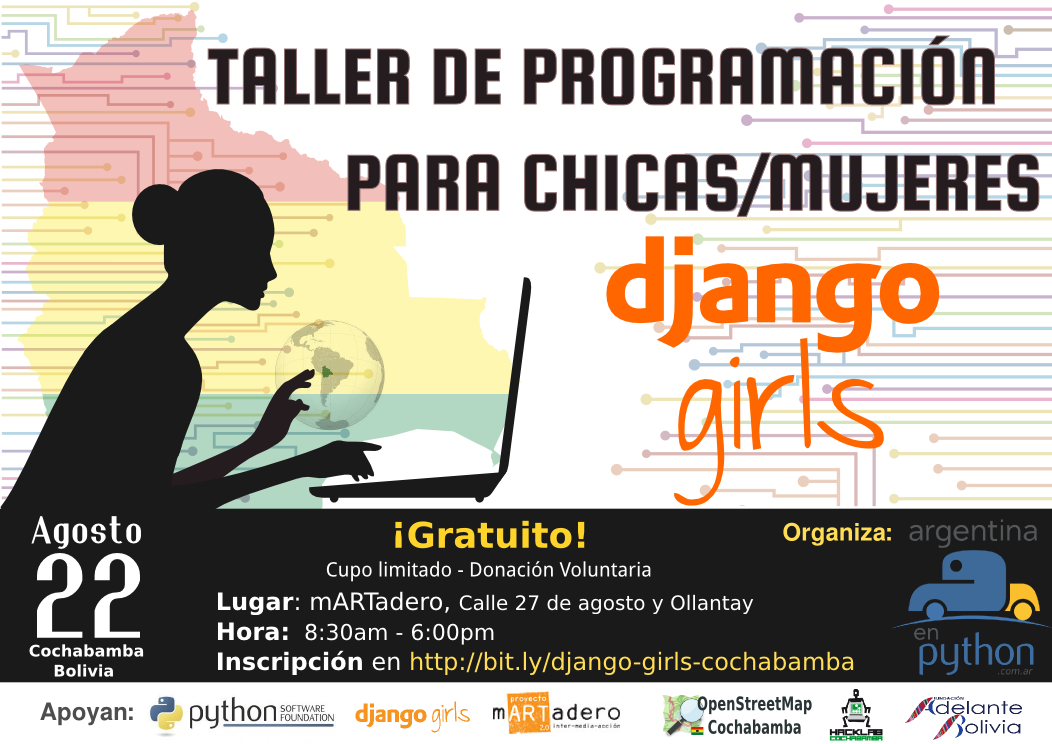 TALLER DE PROGRAMACIÓN
PARA CHICAS/MUJERES
django
girls
Agosto
22
Cochabamba
Bolivia
¡Gratuito!
Cupo limitado - Donación Voluntaria
Lugar: mARTadero, Calle 27 de agosto y Ollantay
Hora: 8:30am - 6:00pm
Inscripción en http://bit.ly/django-girls-cochabamba
Organiza:
argentina
en
python
.com.ar
Apoyan:
python SOFTWARE FOUNDATION
django girls
proyecto
mARTadero
2.0 inter-media-acción
OpenStreetMap
Cochabamba
HACKLAB
COCHABAMBA
FUNDACIÓN
Adelante
Bolivia